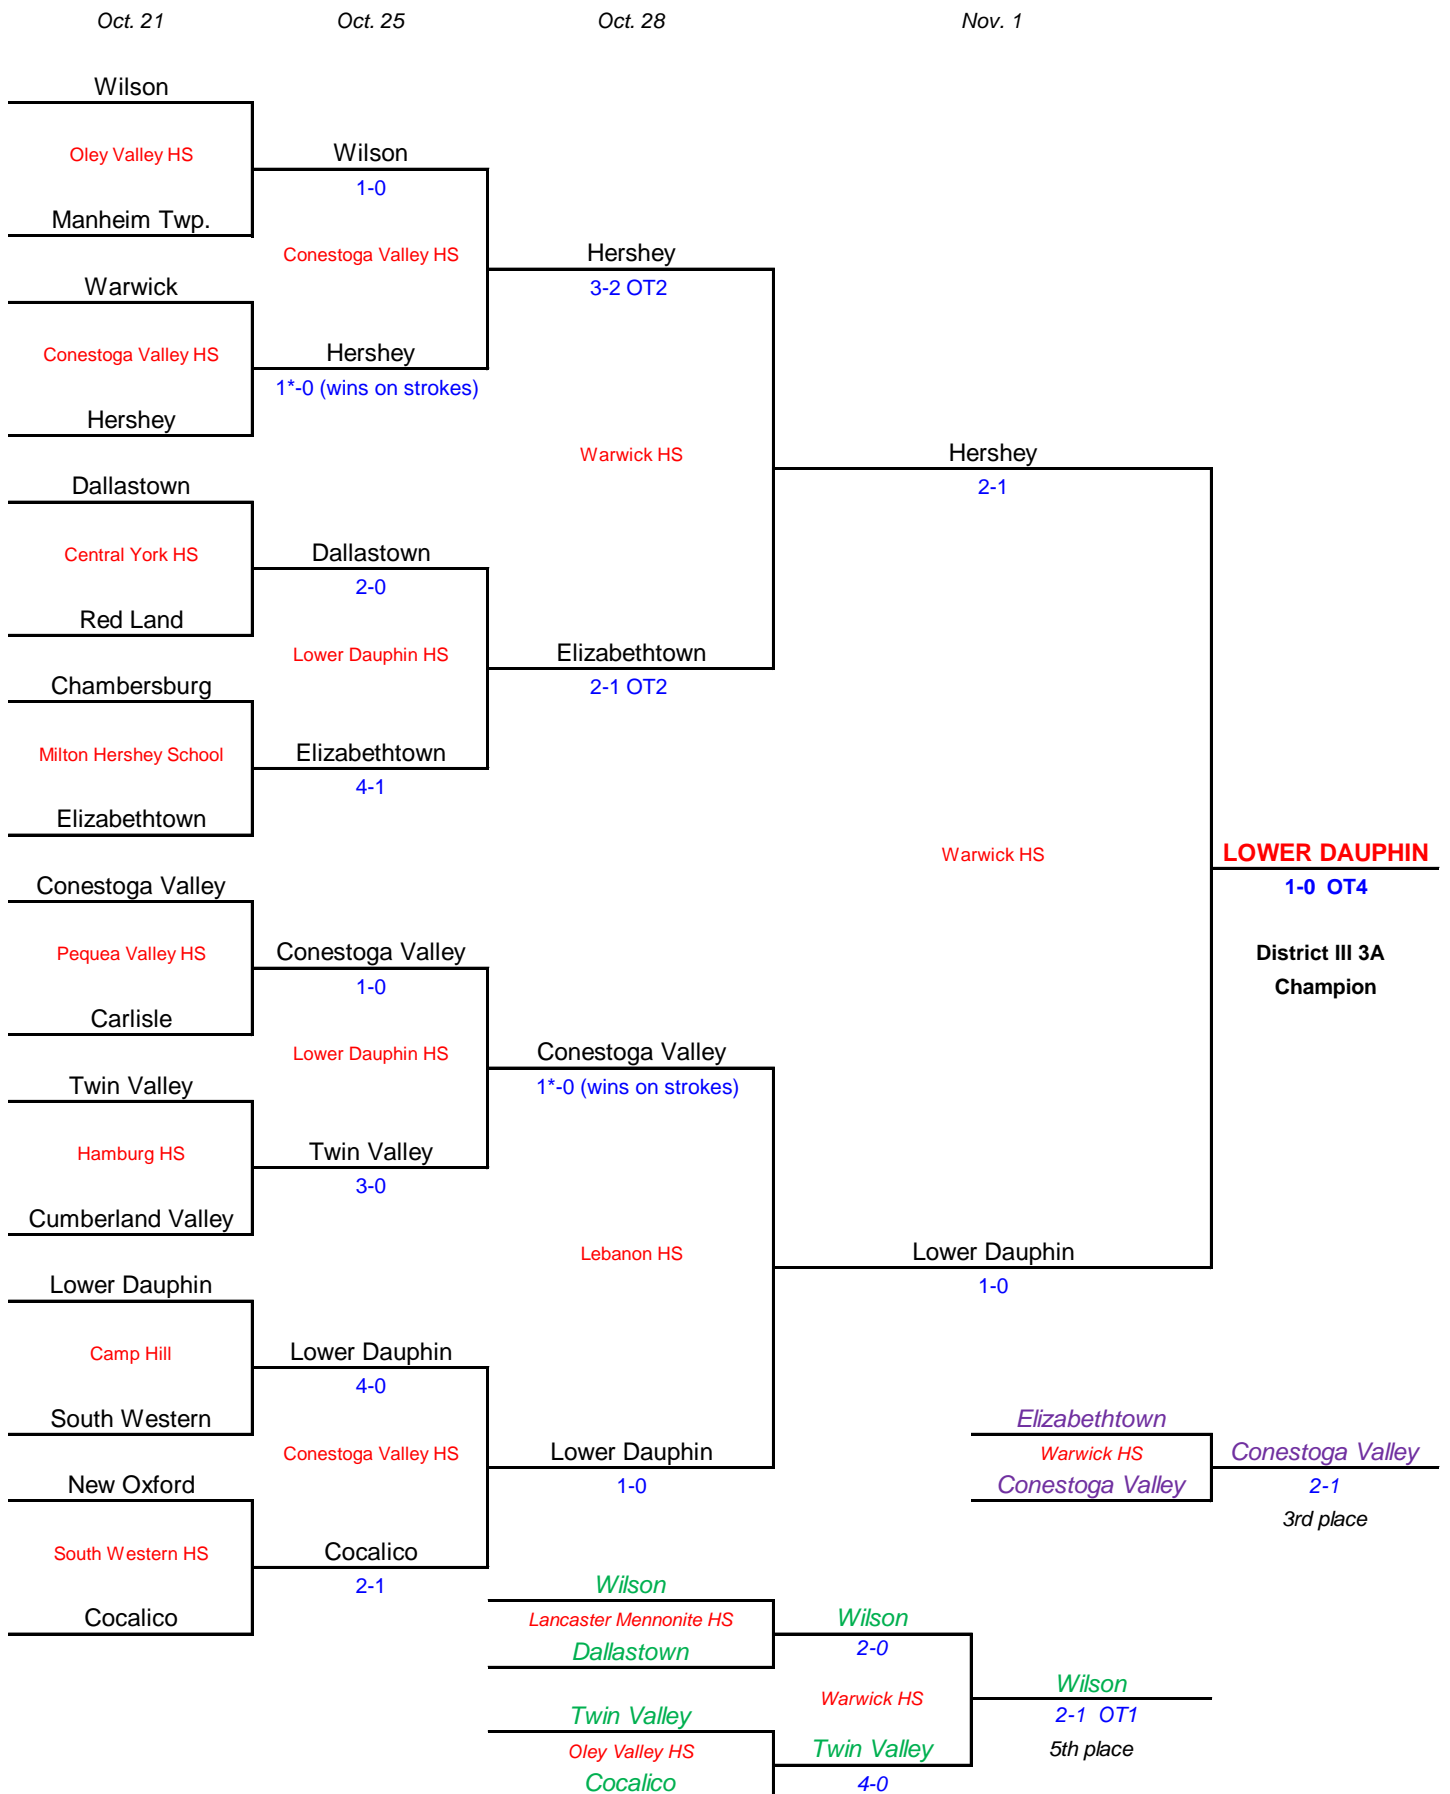 Oct. 21 Oct. 25 Oct. 28 Nov. 1
Wilson
Oley Valley HS
Wilson
1-0
Manheim Twp.
Conestoga Valley HS
Hershey
3-2 OT2
Warwick
Conestoga Valley HS
Hershey
1*-0 (wins on strokes)
Hershey
Warwick HS
Hershey
2-1
Dallastown
Central York HS
Dallastown
2-0
Red Land
Lower Dauphin HS
Elizabethtown
2-1 OT2
Chambersburg
Milton Hershey School
Elizabethtown
4-1
Elizabethtown
Warwick HS
LOWER DAUPHIN
1-0 OT4
District III 3A
Champion
Conestoga Valley
Pequea Valley HS
Conestoga Valley
1-0
Carlisle
Lower Dauphin HS
Conestoga Valley
1*-0 (wins on strokes)
Twin Valley
Hamburg HS
Twin Valley
3-0
Cumberland Valley
Lebanon HS
Lower Dauphin
1-0
Lower Dauphin
Camp Hill
Lower Dauphin
4-0
South Western
Conestoga Valley HS
Lower Dauphin
1-0
Elizabethtown
Warwick HS
Conestoga Valley
Conestoga Valley
2-1
3rd place
New Oxford
South Western HS
Cocalico
2-1
Cocalico
Wilson
Lancaster Mennonite HS
Dallastown
Wilson
2-0
Warwick HS
Wilson
2-1 OT1
5th place
Twin Valley
Oley Valley HS
Cocalico
Twin Valley
4-0